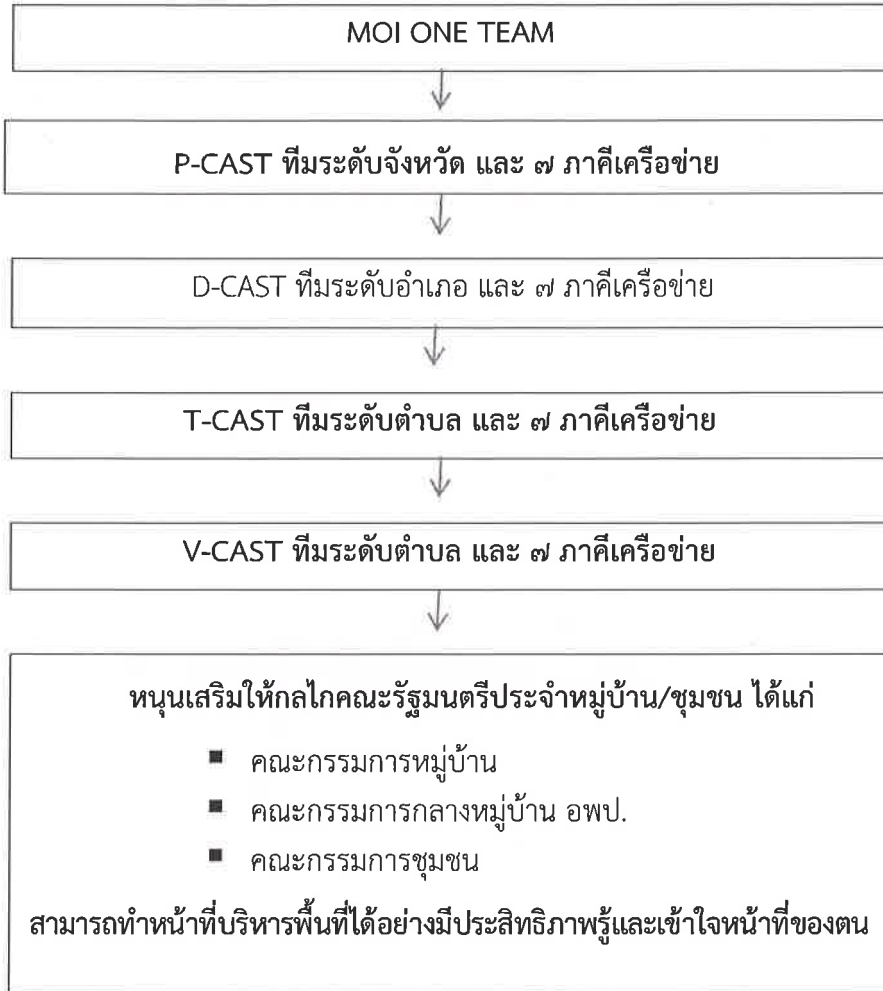 MOI ONE TEAM
P-CAST ทีมระดับจังหวัด และ ๗ ภาคีเครือข่าย
D-CAST ทีมระดับอำเภอ และ ๗ ภาคีเครือข่าย
T-CAST ทีมระดับตำบล และ ๗ ภาคีเครือข่าย
V-CAST ทีมระดับตำบล และ ๗ ภาคีเครือข่าย
หนุนเสริมให้กลไกคณะรัฐมนตรีประจำหมู่บ้าน/ชุมชน ได้แก่
▪ คณะกรรมการหมู่บ้าน
▪ คณะกรรมการกลางหมู่บ้าน อพป.
▪ คณะกรรมการชุมชน
สามารถทำหน้าที่บริหารพื้นที่ได้อย่างมีประสิทธิภาพรู้และเข้าใจหน้าที่ของตน